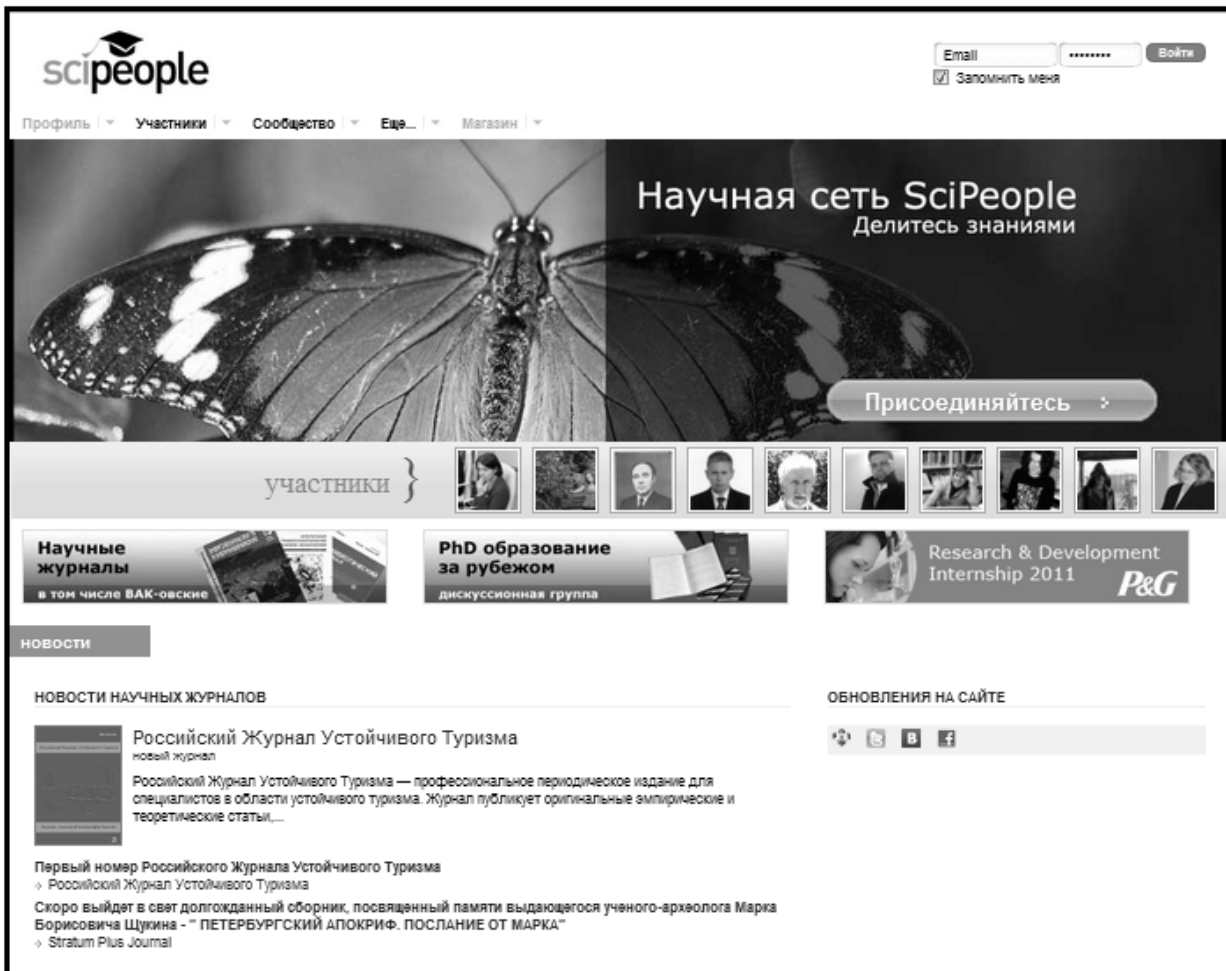 scipeople
Email
Войти
Запомнить меня
Профиль
Участники
Сообщество
Еще...
Магазин
Научная сеть SciPeople
Делитесь знаниями
Присоединяйтесь
участники }
Научные
журналы
в том числе ВАК-овские
PhD образование
за рубежом
дискуссионная группа
Research & Development
Internship 2011
P&G
новости
НОВОСТИ НАУЧНЫХ ЖУРНАЛОВ
Российский Журнал Устойчивого Туризма
новый журнал
Российский Журнал Устойчивого Туризма — профессиональное периодическое издание для
специалистов в области устойчивого туризма. Журнал публикует оригинальные эмпирические и
теоретические статьи,...
Первый номер Российского Журнала Устойчивого Туризма
Российский Журнал Устойчивого Туризма
Скоро выйдет в свет долгожданный сборник, посвященный памяти выдающегося ученого-археолога Марка
Борисовича Щукина - " ПЕТЕРБУРГСКИЙ АПОКРИФ. ПОСЛАНИЕ ОТ МАРКА"
Stratum Plus Journal
ОБНОВЛЕНИЯ НА САЙТЕ